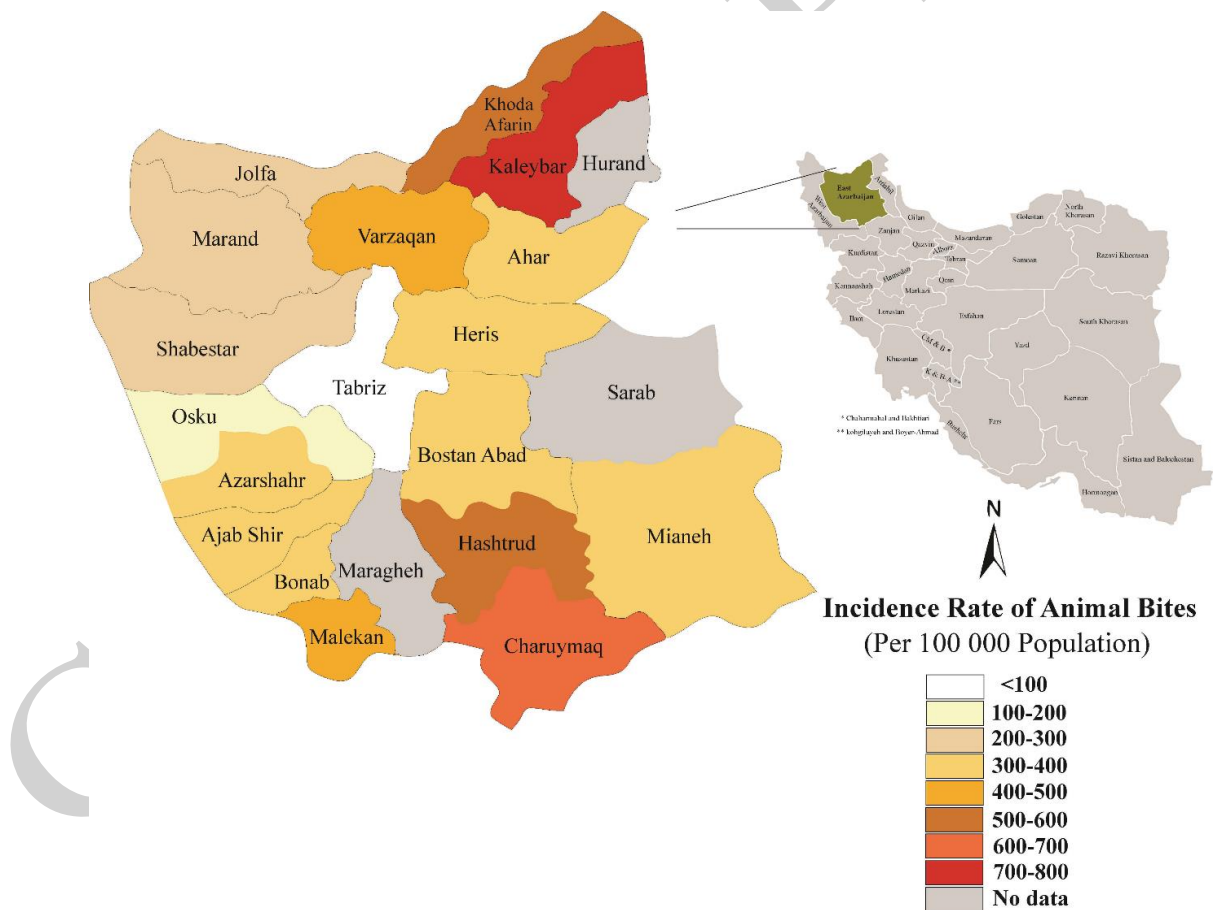 Khoda
Afarin
Kaleybar
Hurand
Jolfa
Marand
Varzaqan
Ahar
Shabestar
Heris
Tabriz
Sarab
Osku
Bostan Abad
Azarshahr
Ajab Shir
Hashtrud
Mianeh
Bonab
Maragheh
Malekan
Charuymaq
East
Azarbaijan
Ardabil
West
Azarbaijan
Gilan
Zanjan
Golestan
North
Khorasan
Mazandaran
Qazvin
Alborz
Tehran
Semnan
Razavi Khorasan
Kurdistan
Hamedan
Qom
Markazi
Kermanshah
Lorestan
Ilam
Esfahan
South Khorasan
CM & B *
Yazd
Khuzestan
K & B-A **
Kerman
Fars
Bushehr
Sistan and Baluchestan
Hormozgan
* Chaharmahal and Bakhtiari
** kohgiluyeh and Boyer-Ahmad
N
Incidence Rate of Animal Bites
(Per 100 000 Population)
<100
100-200
200-300
300-400
400-500
500-600
600-700
700-800
No data